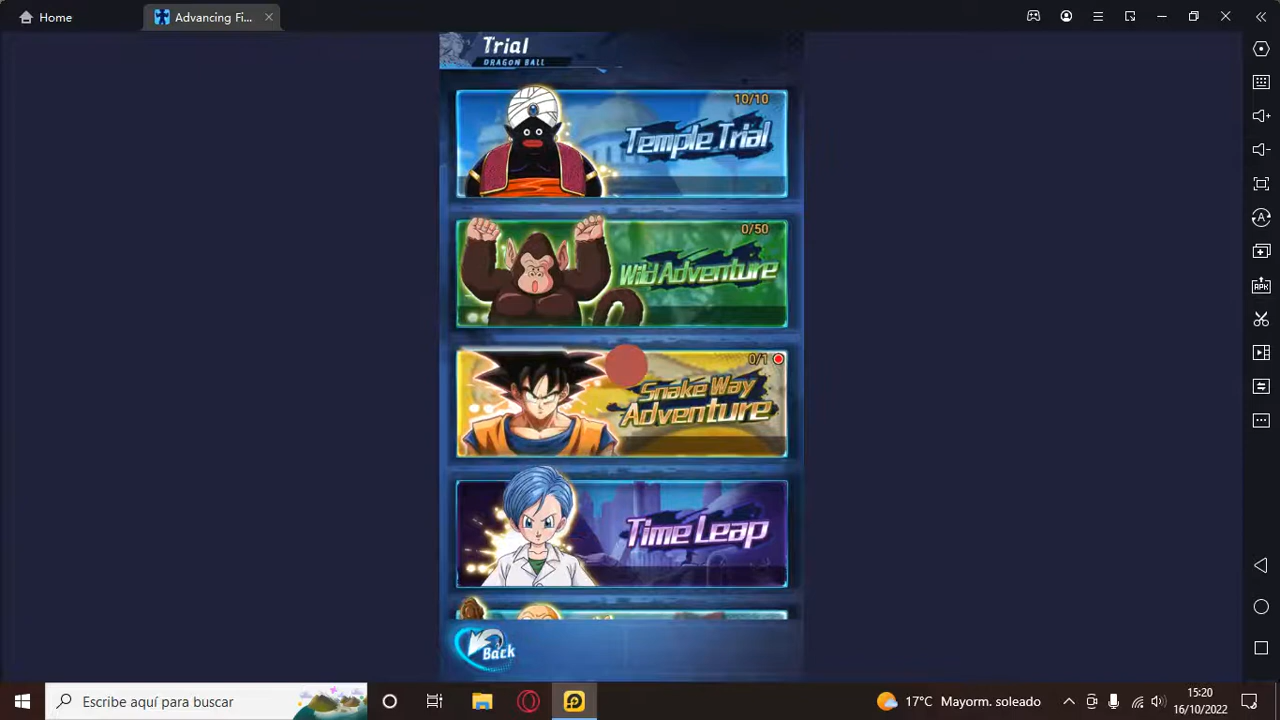 Home
Advancing Fi...
Trial
DRAGON BALL
10/10
Temple Trial
0/50
Wild Adventure
0/1
Snake Way
Adventure
Time Leap
Back
Escribe aquí para buscar
17°C Mayorm. soleado
15:20
16/10/2022
APK